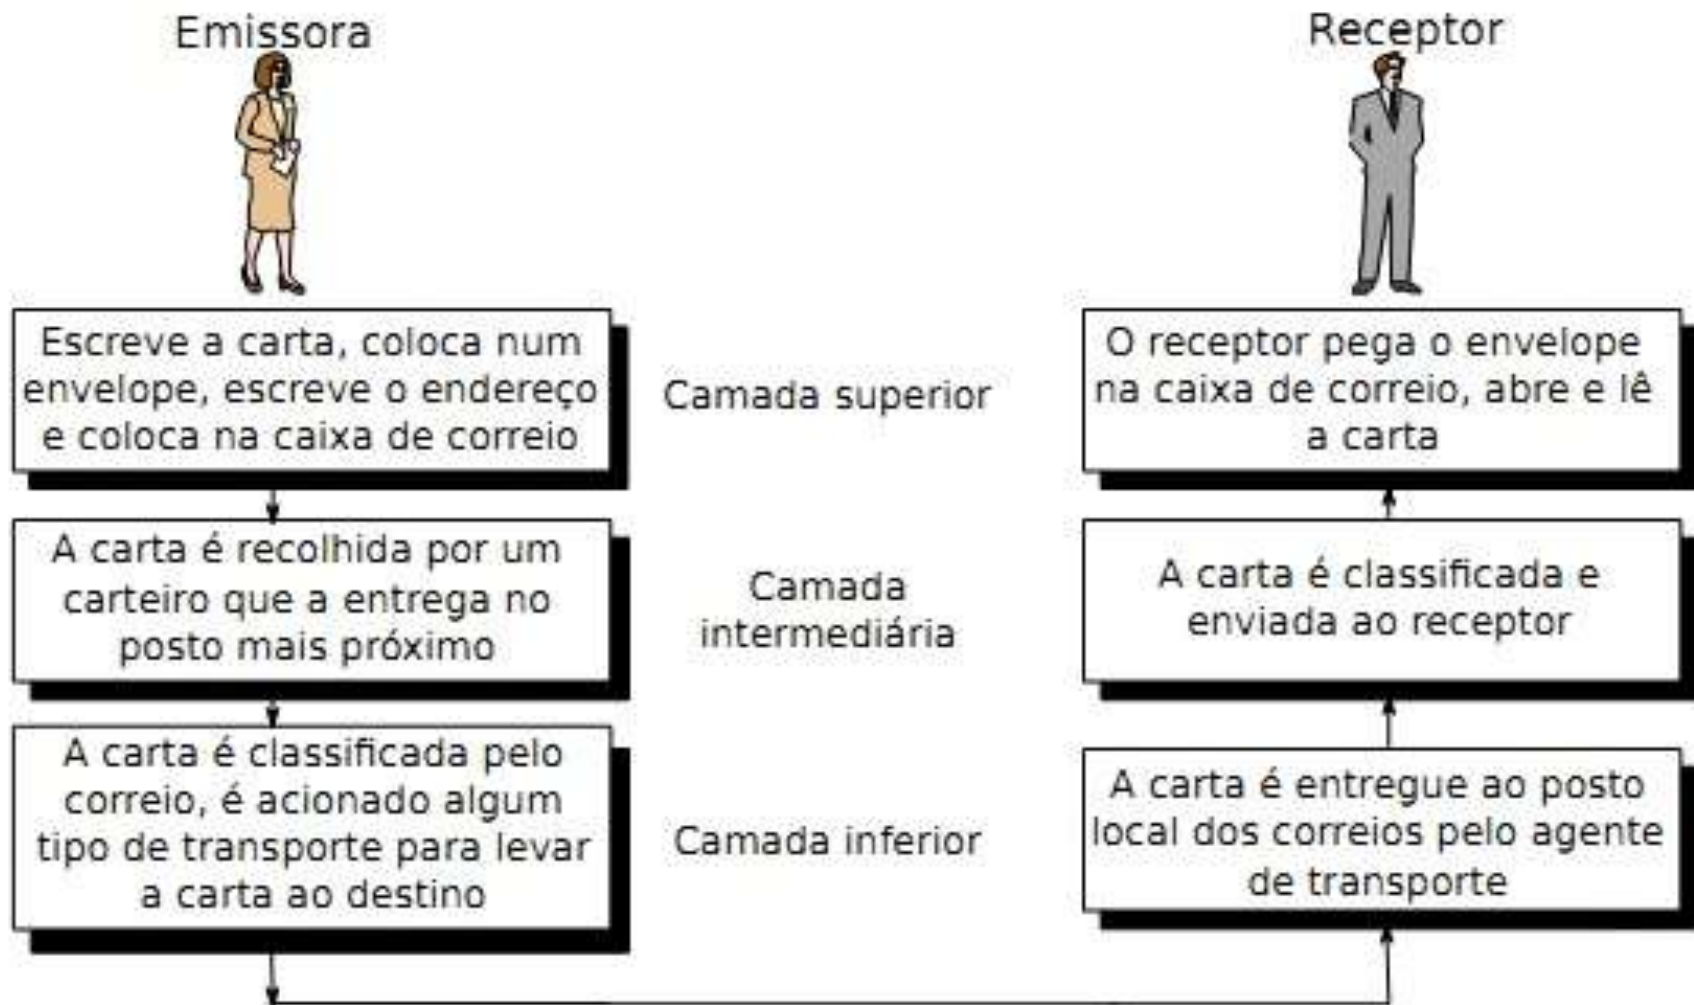 Emissora
Receptor
Escreve a carta, coloca num
envelope, escreve o endereço
e coloca na caixa de correio
Camada superior
O receptor pega o envelope
na caixa de correio, abre e lê
a carta
A carta é recolhida por um
carteiro que a entrega no
posto mais próximo
Camada
intermediária
A carta é classificada e
enviada ao receptor
A carta é classificada pelo
correio, é acionado algum
tipo de transporte para levar
a carta ao destino
Camada inferior
A carta é entregue ao posto
local dos correios pelo agente
de transporte